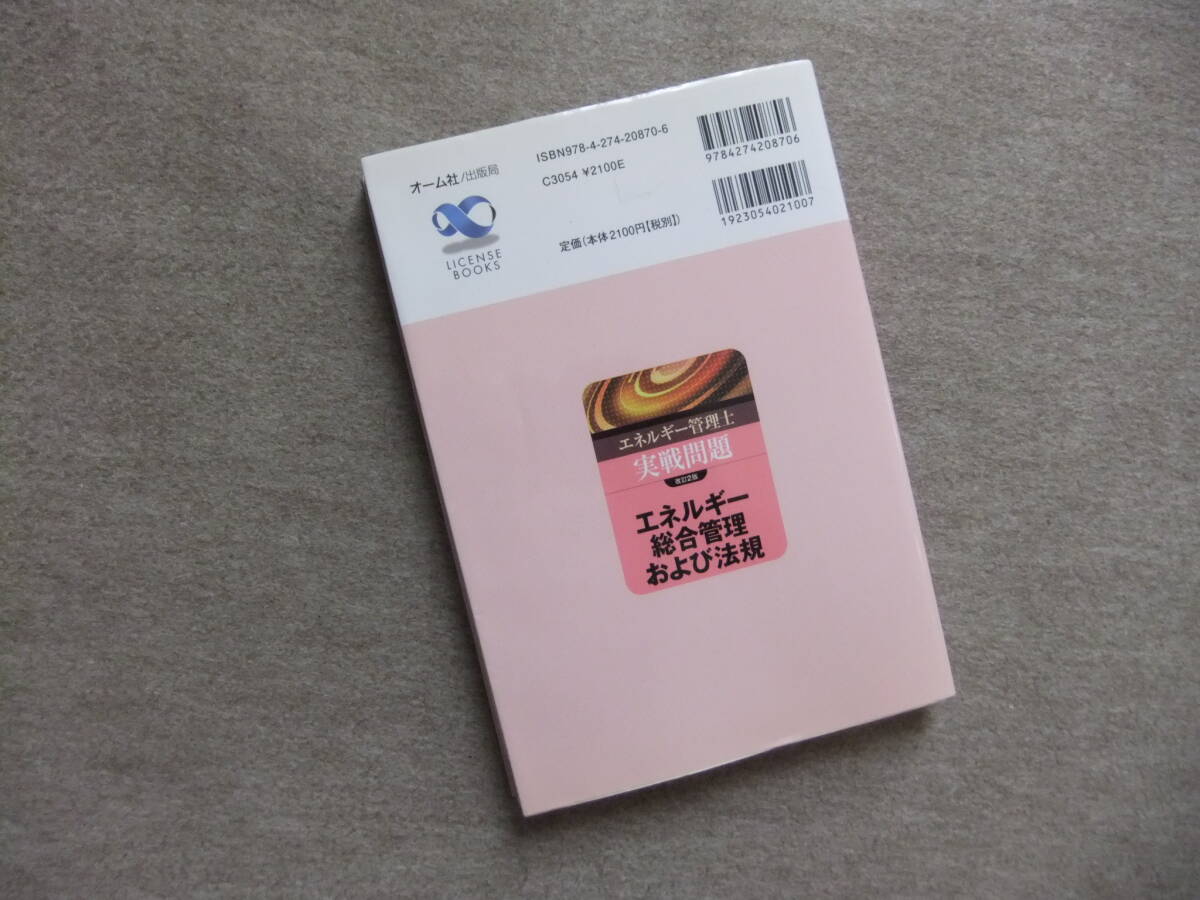 オーム社/出版局
LICENSE
BOOKS
ISBN978-4-274-20870-6
C3054 ¥2100E
定価(本体2100円【税別】)
9784274208706
1923054021007
エネルギー管理士
実戦問題
改訂2版
エネルギー
総合管理
および法規